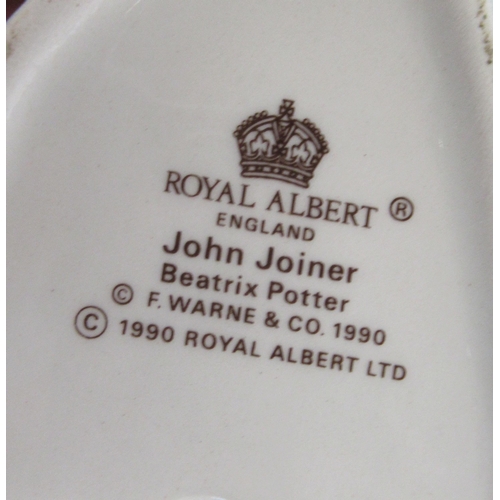 ROYAL ALBERT ®
ENGLAND
John Joiner
Beatrix Potter
© F. WARNE & CO. 1990
© 1990 ROYAL ALBERT LTD